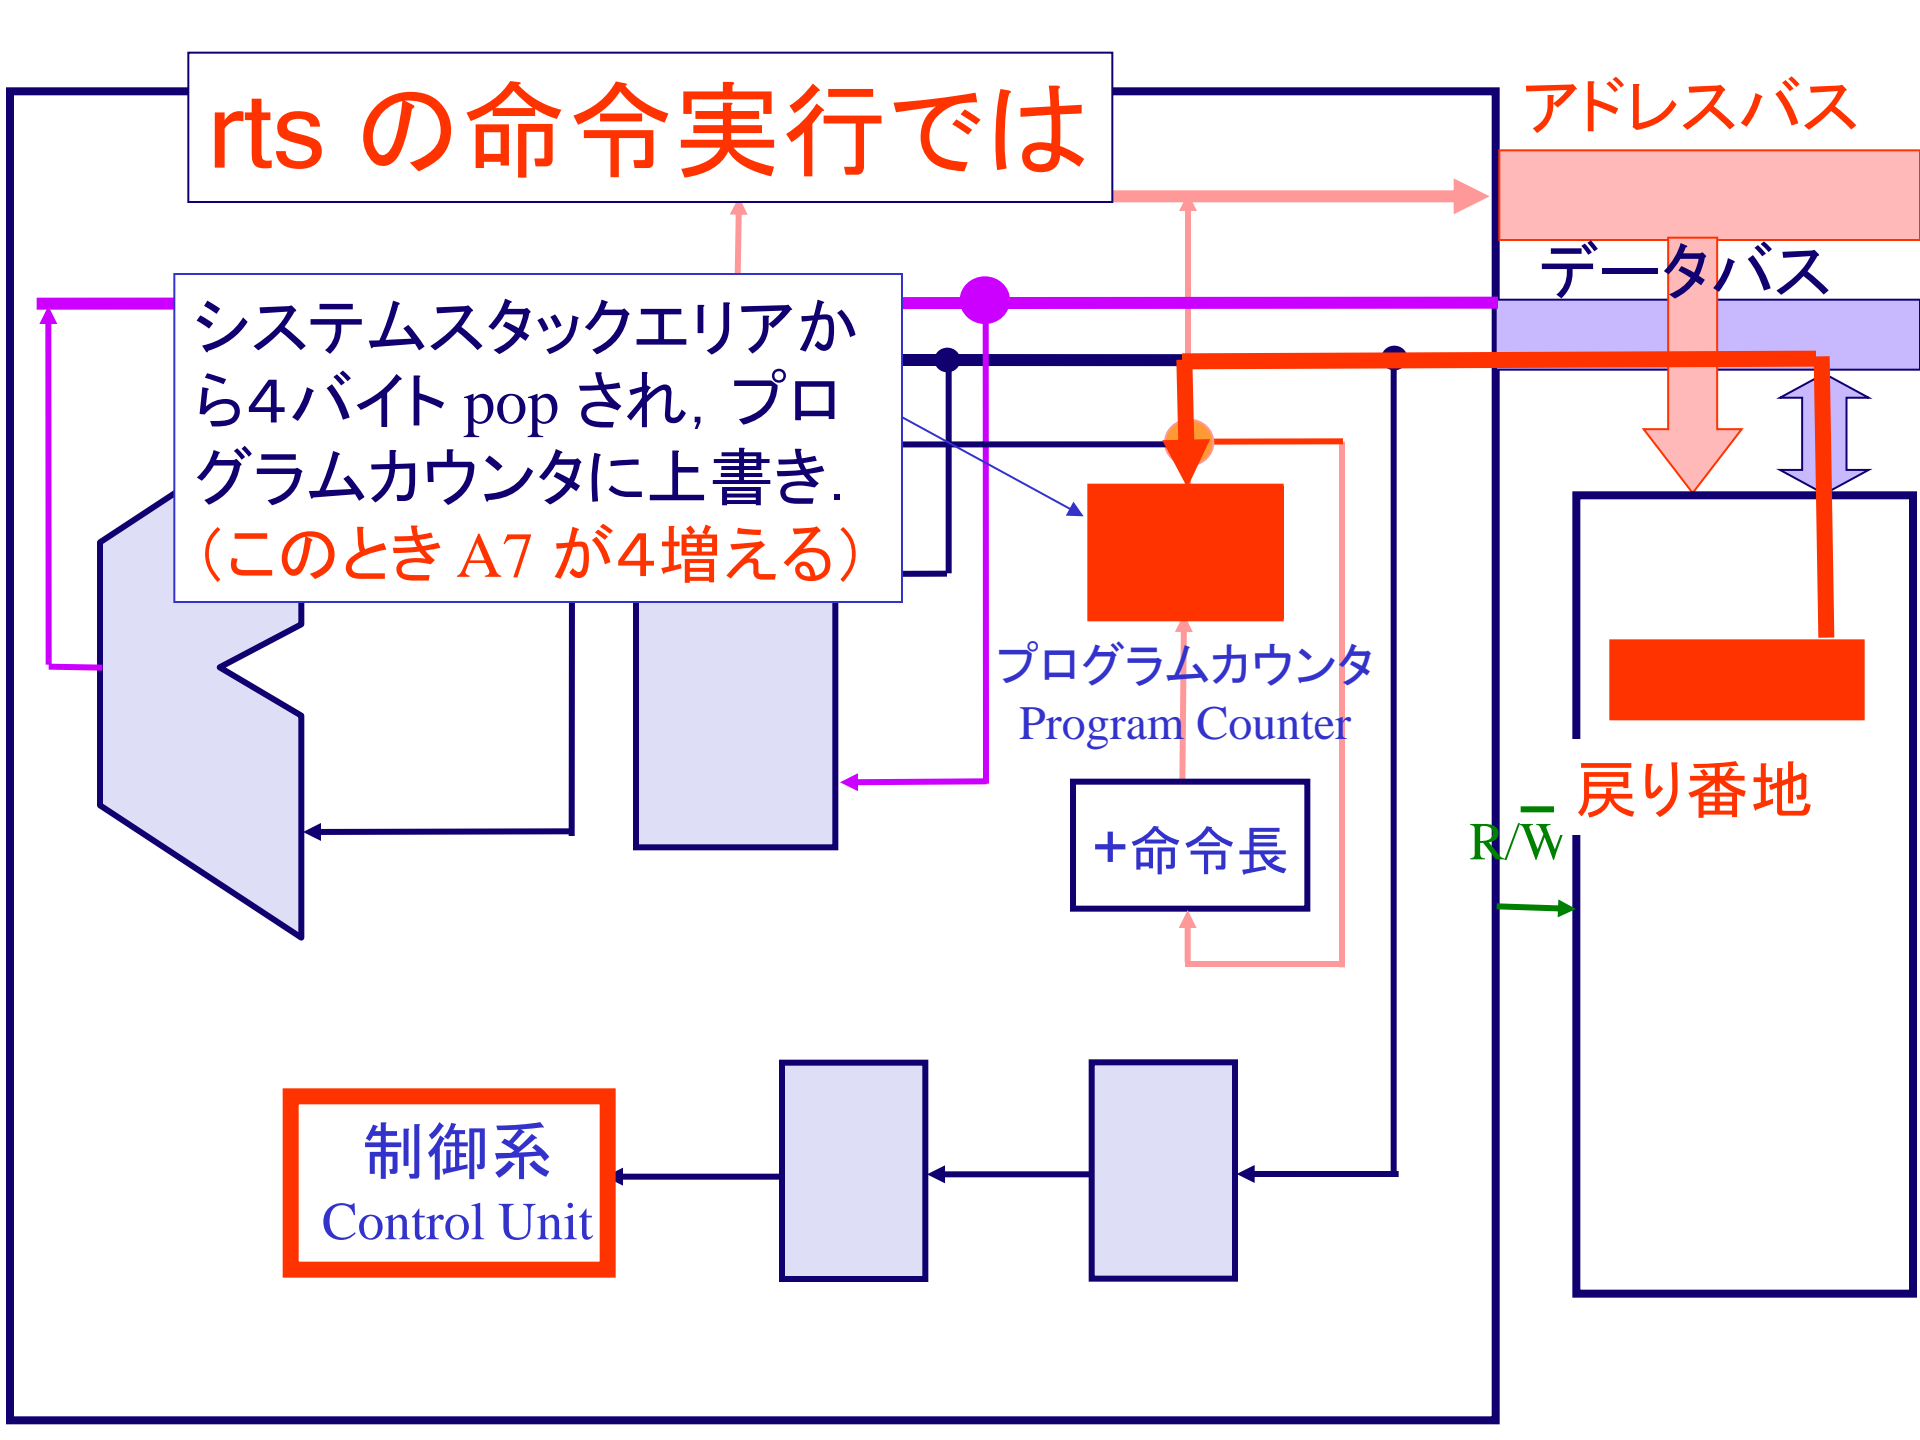 rts の命令実行では
アドレスバス
データバス
システムスタックエリアか
ら4バイト pop され，プロ
グラムカウンタに上書き．
（このとき A7 が4増える）
プログラムカウンタ
Program Counter
+命令長
戻り番地
R/W̅
制御系
Control Unit